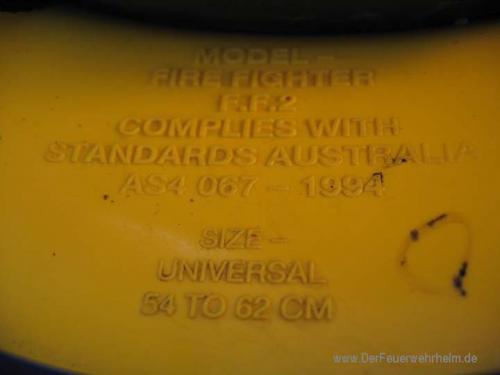 MODEL –
FIRE FIGHTER
F.F.2
COMPLIES WITH
STANDARDS AUSTRALIA
AS4 067 – 1994
SIZE –
UNIVERSAL
54 TO 62 CM
www.DerFeuerwehrhelm.de